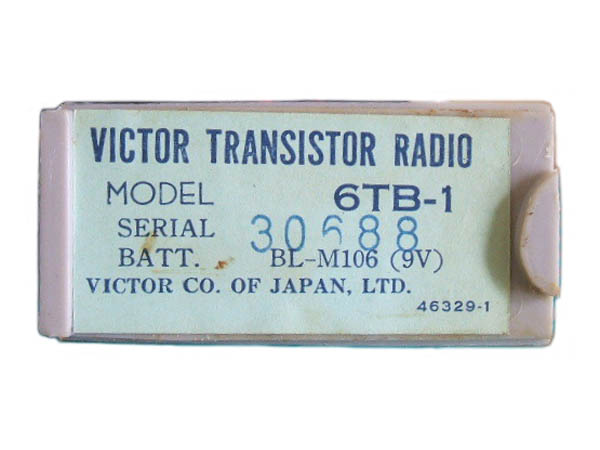 VICTOR TRANSISTOR RADIO
MODEL 6TB-1
SERIAL 30688
BATT. BL-M106 (9V)
VICTOR CO. OF JAPAN, LTD.
46329-1